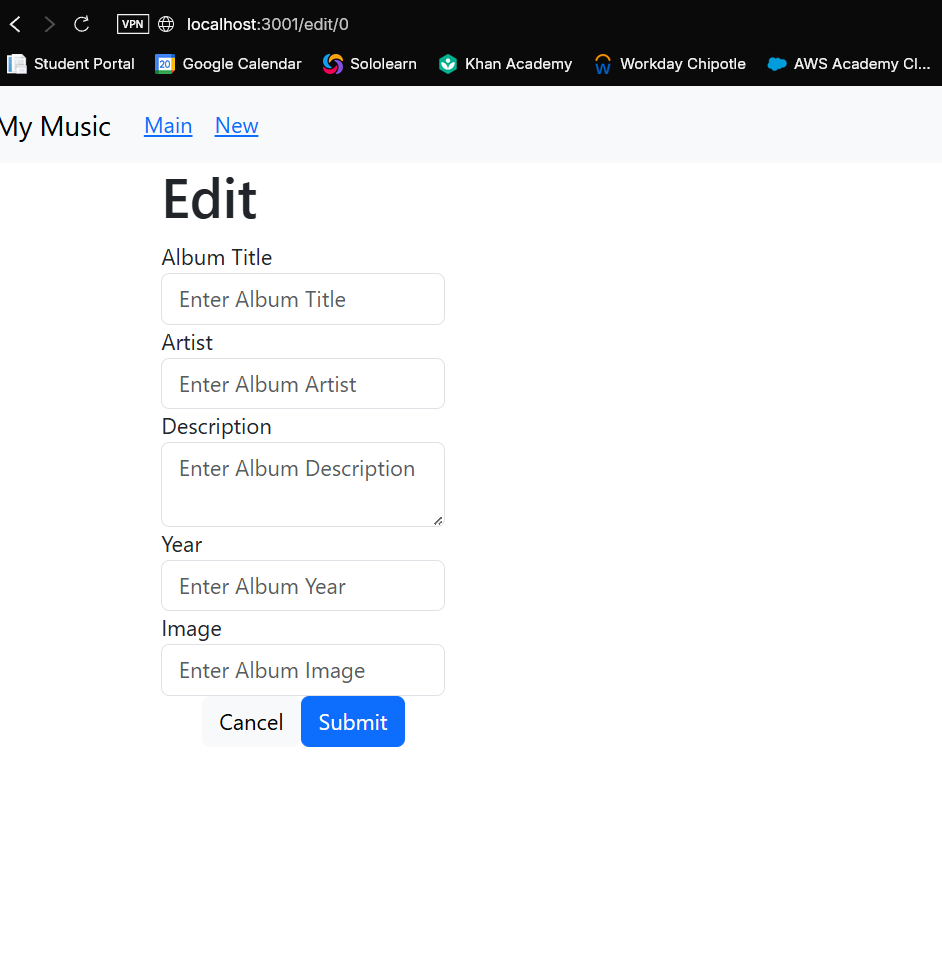 VPN localhost:3001/edit/0
Student Portal 20 Google Calendar Sololearn Khan Academy Workday Chipotle AWS Academy Cl...
My Music Main New
Edit
Album Title
Enter Album Title
Artist
Enter Album Artist
Description
Enter Album Description
Year
Enter Album Year
Image
Enter Album Image
Cancel Submit